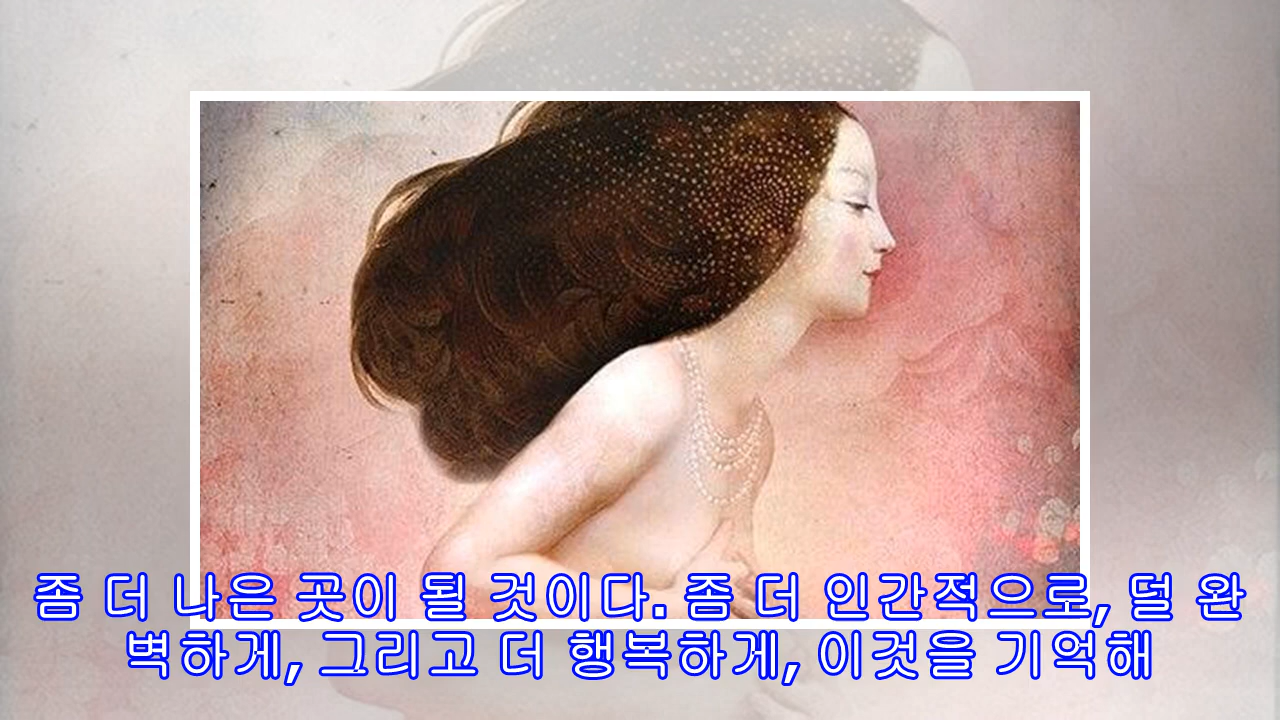 좀 더 나은 곳이 될 것이다. 좀 더 인간적으로, 덜 완
벽하게, 그리고 더 행복하게, 이것을 기억해